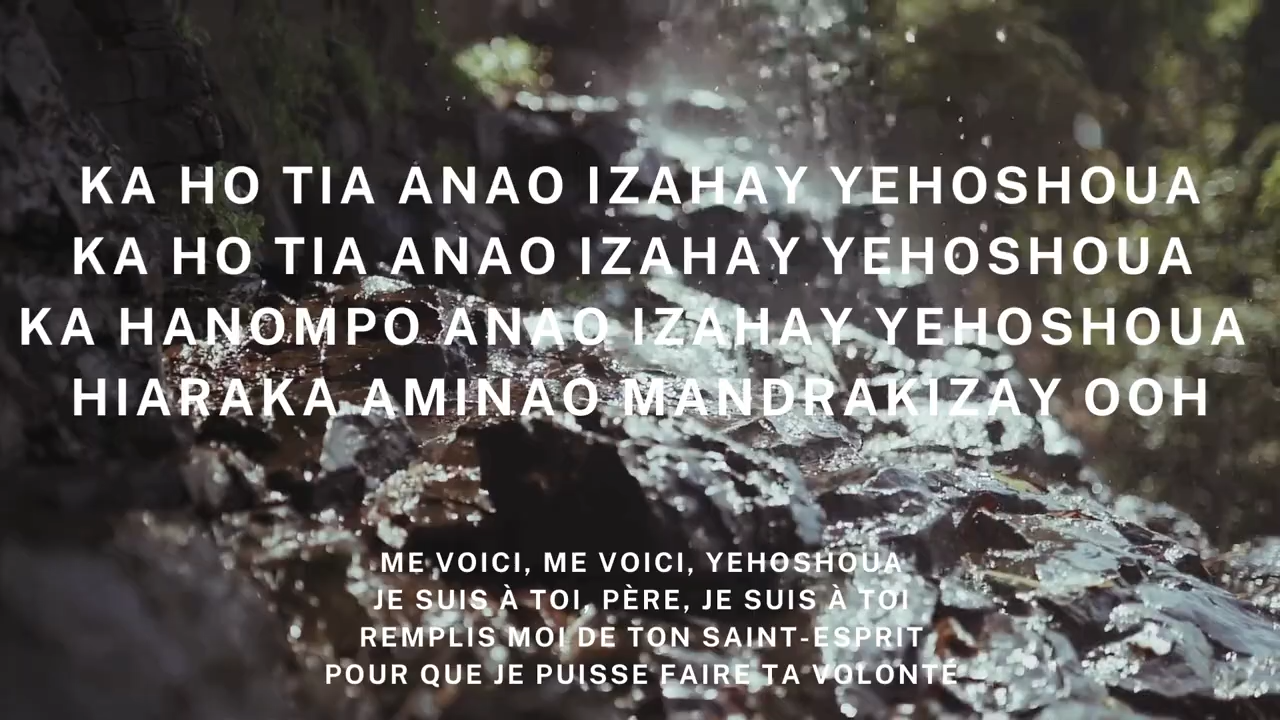 KA HO TIA ANAO IZAHAY YEHOSHOUA
KA HO TIA ANAO IZAHAY YEHOSHOUA
KA HANOMPO ANAO IZAHAY YEHOSHOUA
HIARAKA AMINAO MANDRAKIZAY OOH
ME VOICI, ME VOICI, YEHOSHOUA
JE SUIS À TOI, PÈRE, JE SUIS À TOI
REMPLIS MOI DE TON SAINT-ESPRIT
POUR QUE JE PUISSE FAIRE TA VOLONTÉ